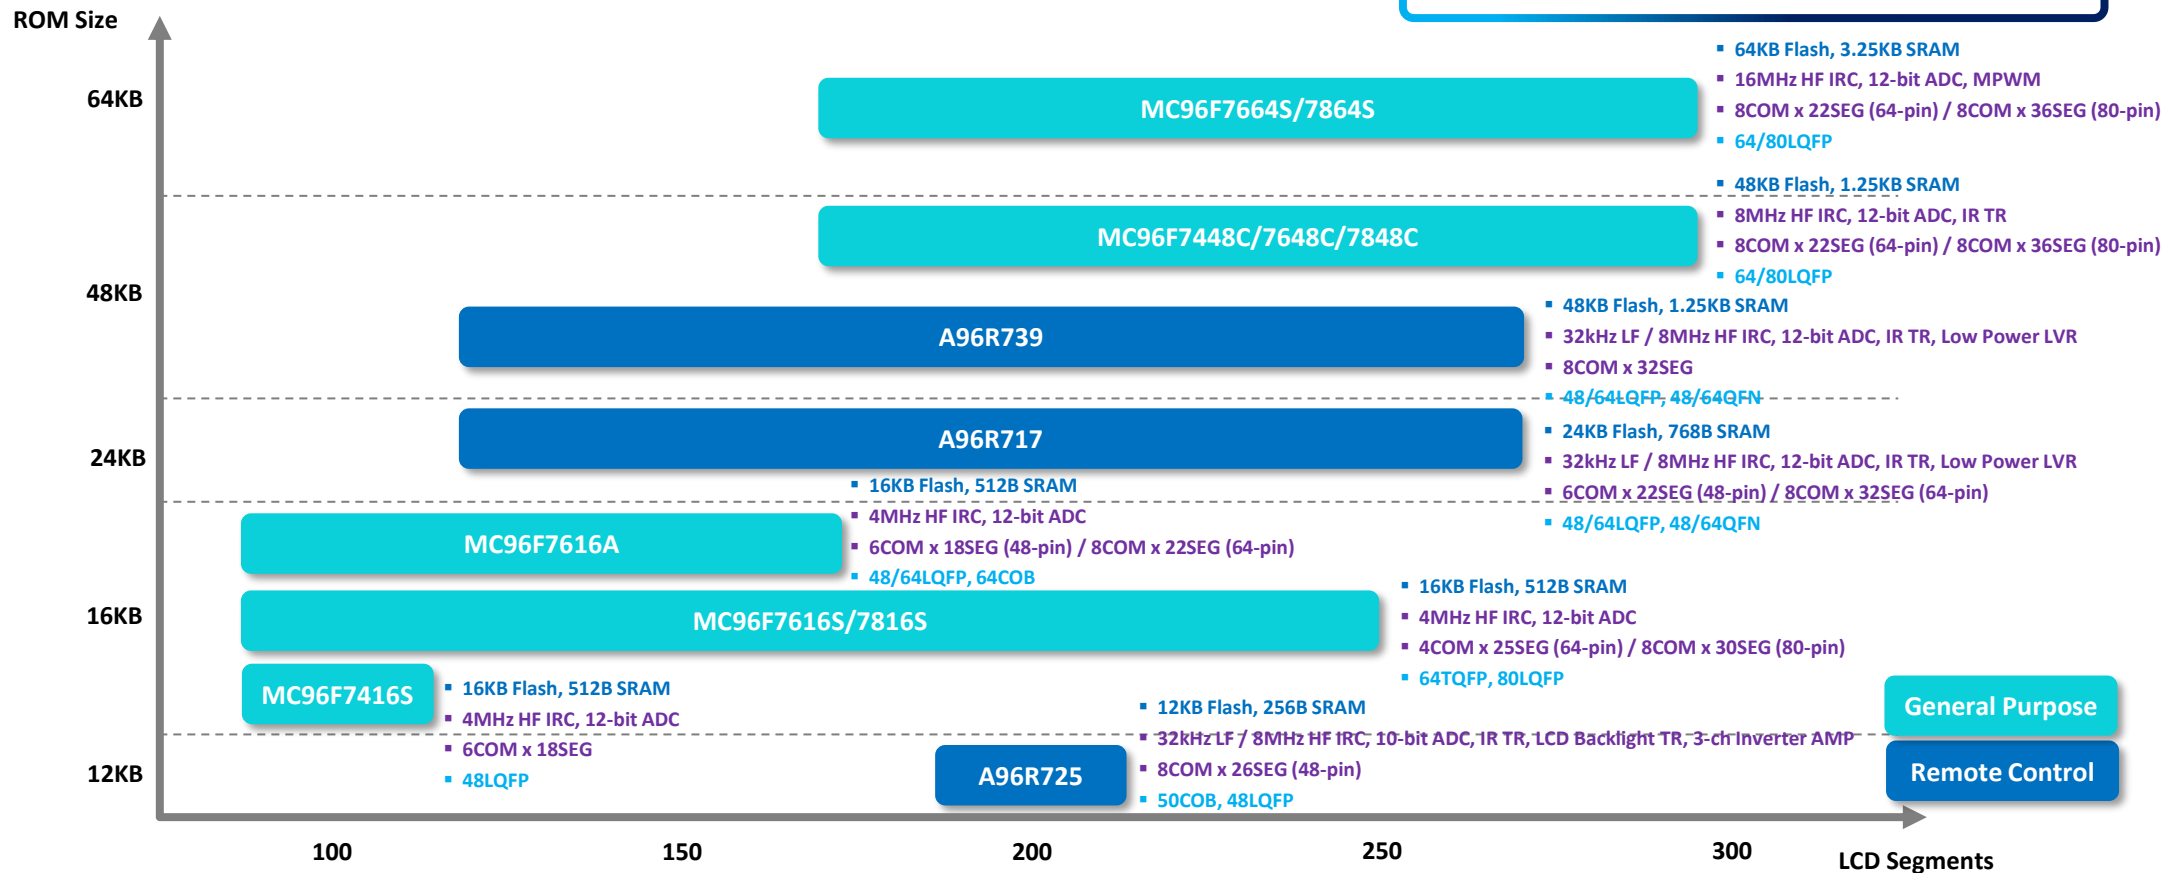 ROM Size
64KB
MC96F7664S/7864S
▪ 64KB Flash, 3.25KB SRAM
▪ 16MHz HF IRC, 12-bit ADC, MPWM
▪ 8COM x 22SEG (64-pin) / 8COM x 36SEG (80-pin)
▪ 64/80LQFP
MC96F7448C/7648C/7848C
▪ 48KB Flash, 1.25KB SRAM
▪ 8MHz HF IRC, 12-bit ADC, IR TR
▪ 8COM x 22SEG (64-pin) / 8COM x 36SEG (80-pin)
▪ 64/80LQFP
48KB
A96R739
▪ 48KB Flash, 1.25KB SRAM
▪ 32kHz LF / 8MHz HF IRC, 12-bit ADC, IR TR, Low Power LVR
▪ 8COM x 32SEG
▪ 48/64LQFP, 48/64QFN
24KB
A96R717
▪ 24KB Flash, 768B SRAM
▪ 32kHz LF / 8MHz HF IRC, 12-bit ADC, IR TR, Low Power LVR
▪ 6COM x 22SEG (48-pin) / 8COM x 32SEG (64-pin)
▪ 48/64LQFP, 48/64QFN
MC96F7616A
▪ 16KB Flash, 512B SRAM
▪ 4MHz HF IRC, 12-bit ADC
▪ 6COM x 18SEG (48-pin) / 8COM x 22SEG (64-pin)
▪ 48/64LQFP, 64COB
16KB
MC96F7616S/7816S
▪ 16KB Flash, 512B SRAM
▪ 4MHz HF IRC, 12-bit ADC
▪ 4COM x 25SEG (64-pin) / 8COM x 30SEG (80-pin)
▪ 64TQFP, 80LQFP
MC96F7416S
▪ 16KB Flash, 512B SRAM
▪ 4MHz HF IRC, 12-bit ADC
▪ 6COM x 18SEG
▪ 48LQFP
12KB
A96R725
▪ 12KB Flash, 256B SRAM
▪ 32kHz LF / 8MHz HF IRC, 10-bit ADC, IR TR, LCD Backlight TR, 3-ch Inverter AMP
▪ 8COM x 26SEG (48-pin)
▪ 50COB, 48LQFP
General Purpose
Remote Control
100
150
200
250
300
LCD Segments